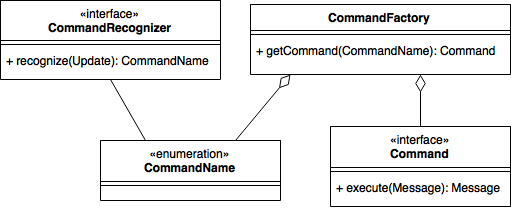 «interface»
CommandRecognizer
+ recognize(Update): CommandName
CommandFactory
+ getCommand(CommandName): Command
«enumeration»
CommandName
«interface»
Command
+ execute(Message): Message